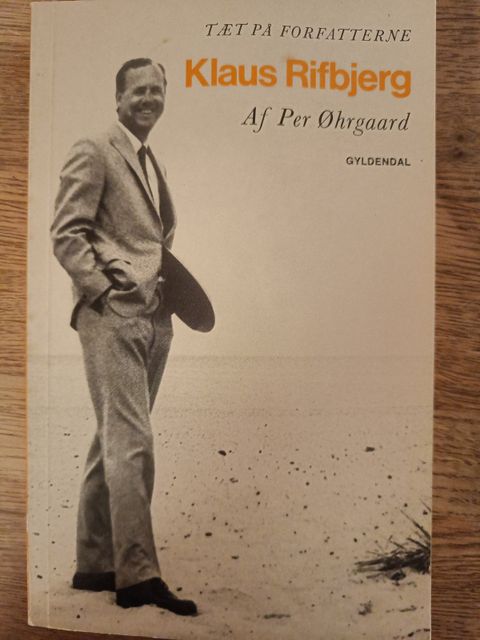 TÆT PÅ FORFATTERNE
Klaus Rifbjerg
Af Per Øhrgaard
GYLDENDAL